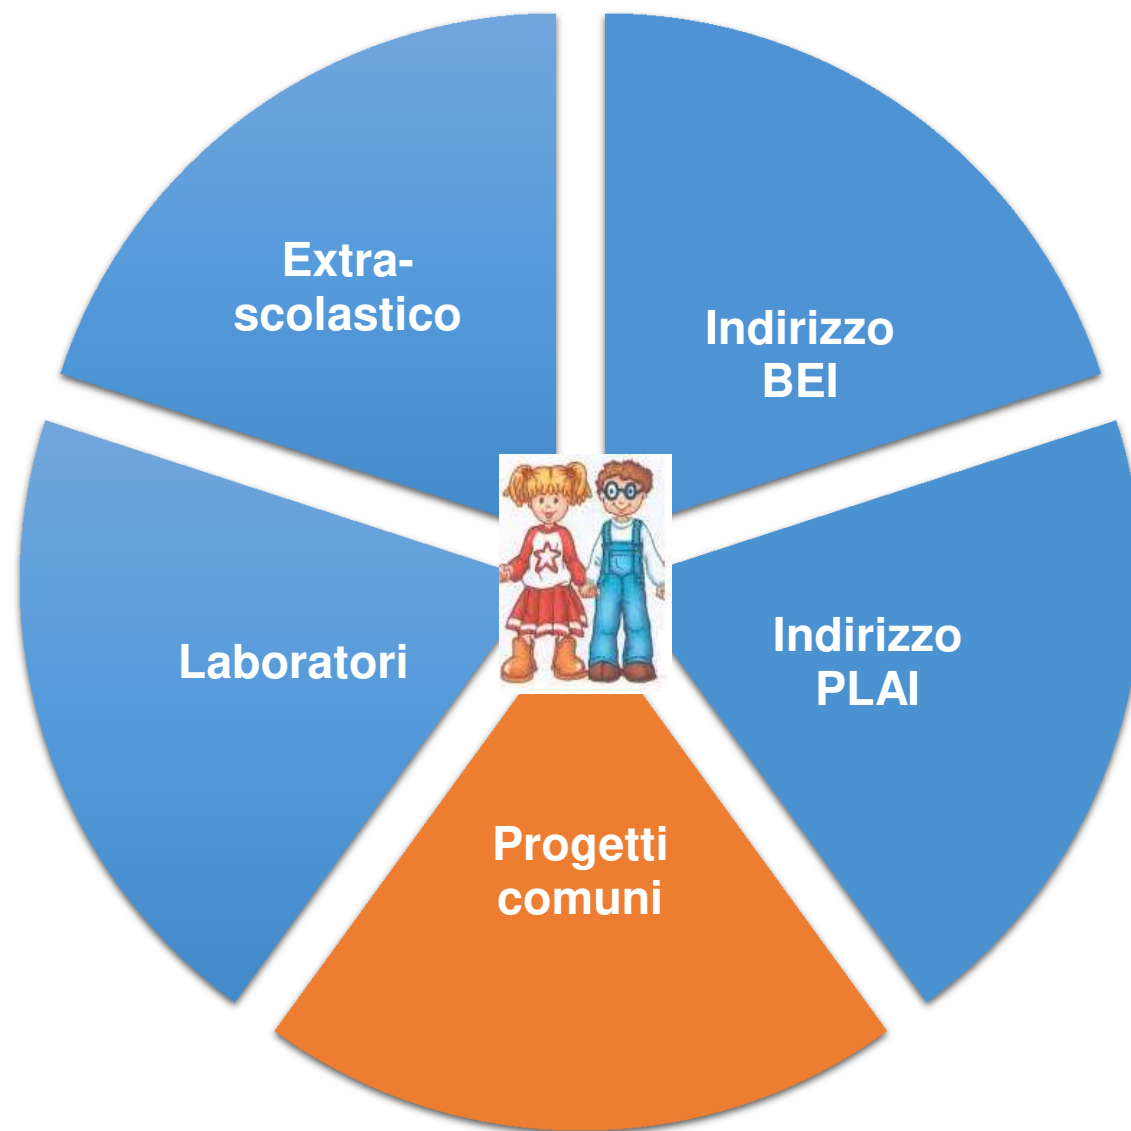 Extra-
scolastico
Indirizzo
BEI
Laboratori
Indirizzo
PLAI
Progetti
comuni